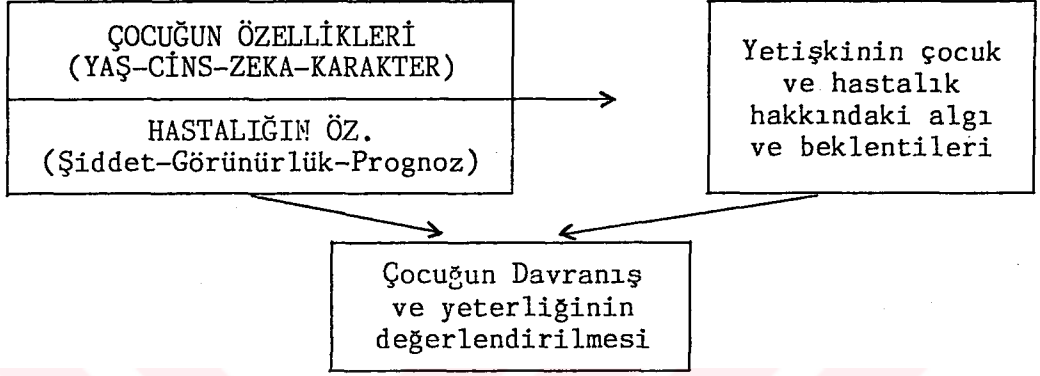 ÇOCUĞUN ÖZELLİKLERİ
(YAŞ-CİNS-ZEKA-KARAKTER)
HASTALIĞIN ÖZ.
(Şiddet-Görünürlük-Prognoz)
Yetişkinin çocuk
ve hastalık
hakkındaki algı
ve beklentileri
Çocuğun Davranış
ve yeterliğinin
değerlendirilmesi